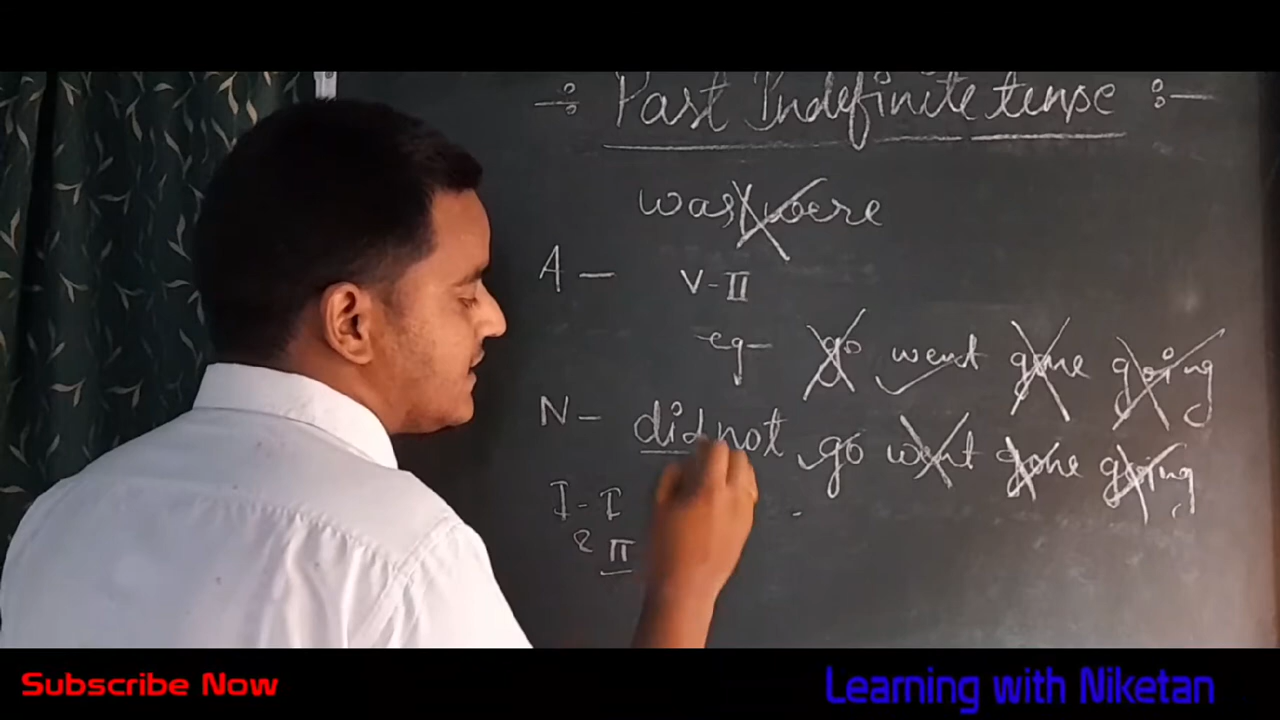 ÷ Past Indefinite tense :-
was were
A - V-II
eg- go went gone going
N - did not go went gone going
I - I
& II
Subscribe Now
Learning with Niketan